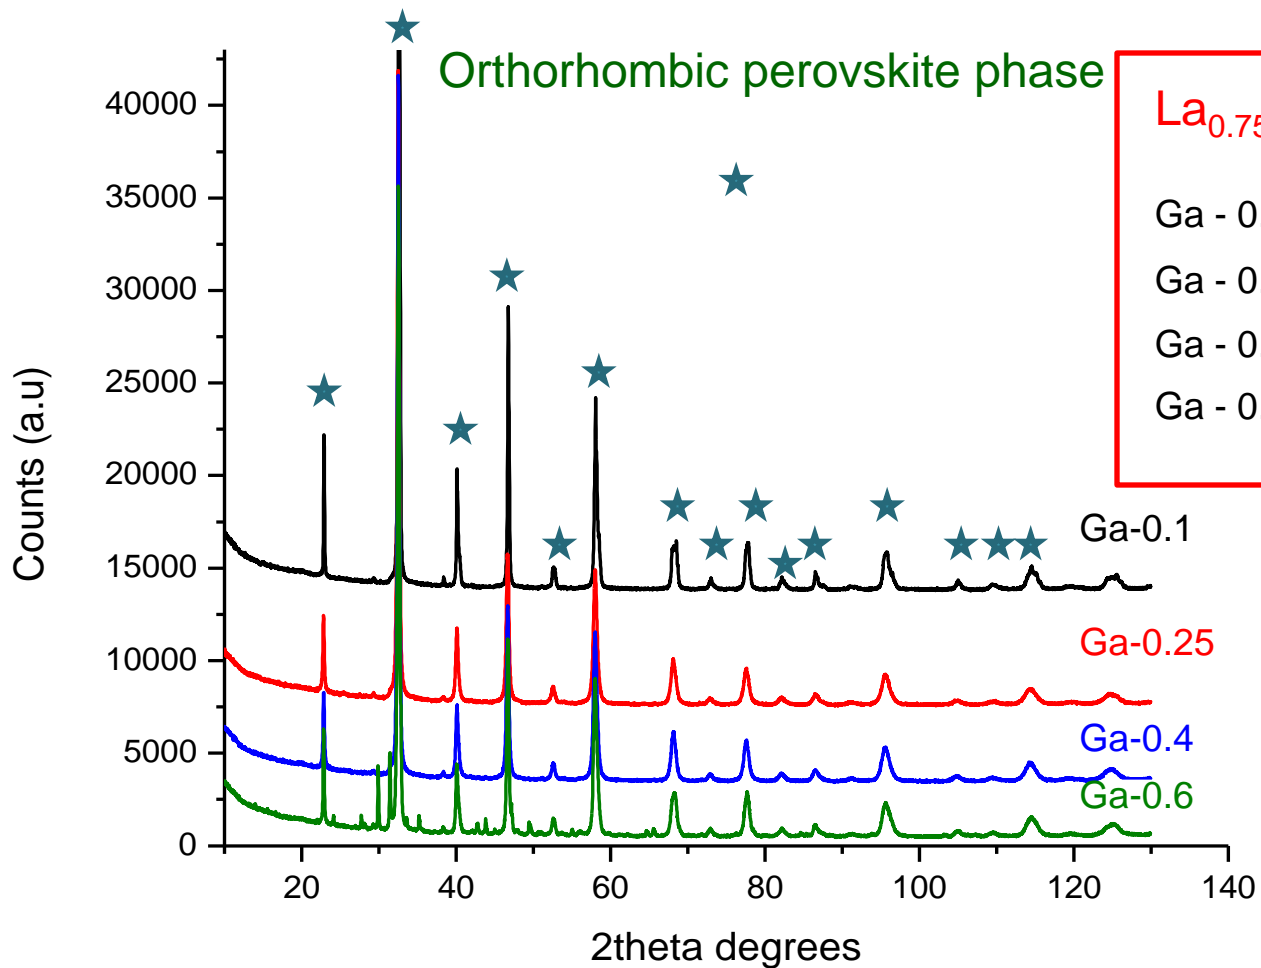 Orthorhombic perovskite phase
La0.75
Ga - 0.
Ga - 0.
Ga - 0.
Ga - 0.
40000
35000
30000
25000
20000
15000
10000
5000
0
Counts (a.u)
Ga-0.1
Ga-0.25
Ga-0.4
Ga-0.6
20 40 60 80 100 120 140
2theta degrees